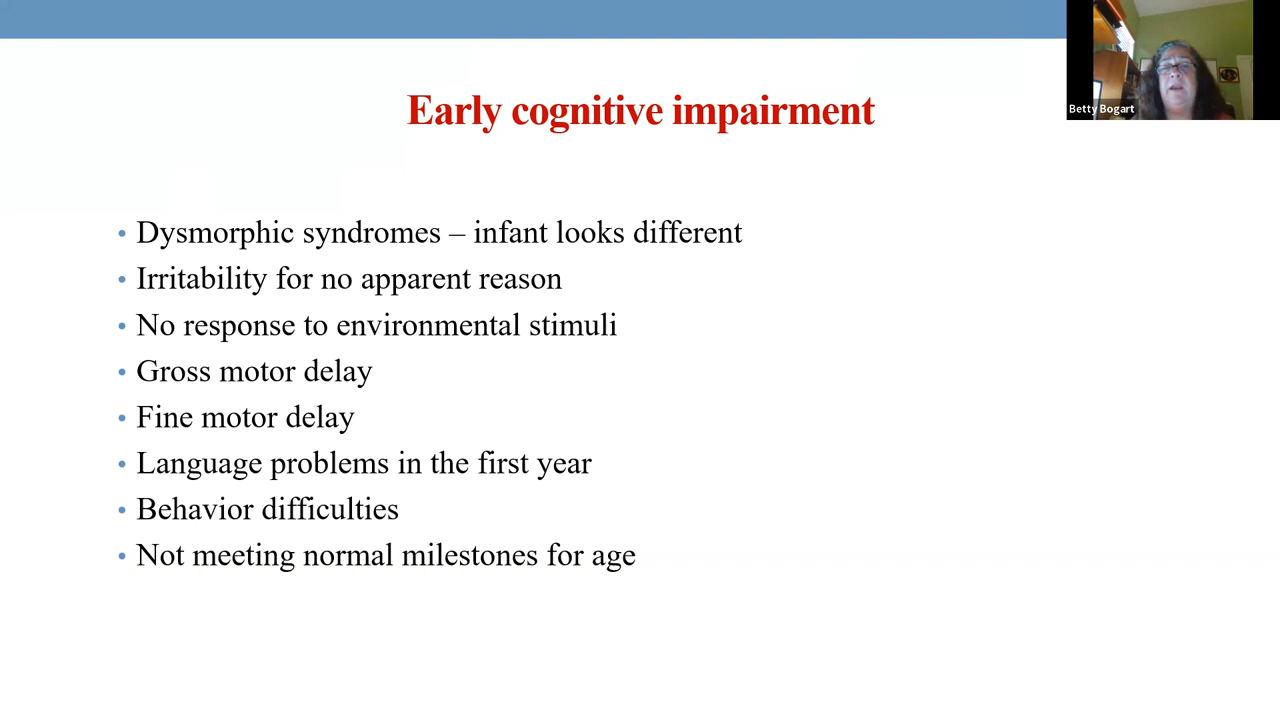 Early cognitive impairment
Betty Bogart
• Dysmorphic syndromes – infant looks different
• Irritability for no apparent reason
• No response to environmental stimuli
• Gross motor delay
• Fine motor delay
• Language problems in the first year
• Behavior difficulties
• Not meeting normal milestones for age